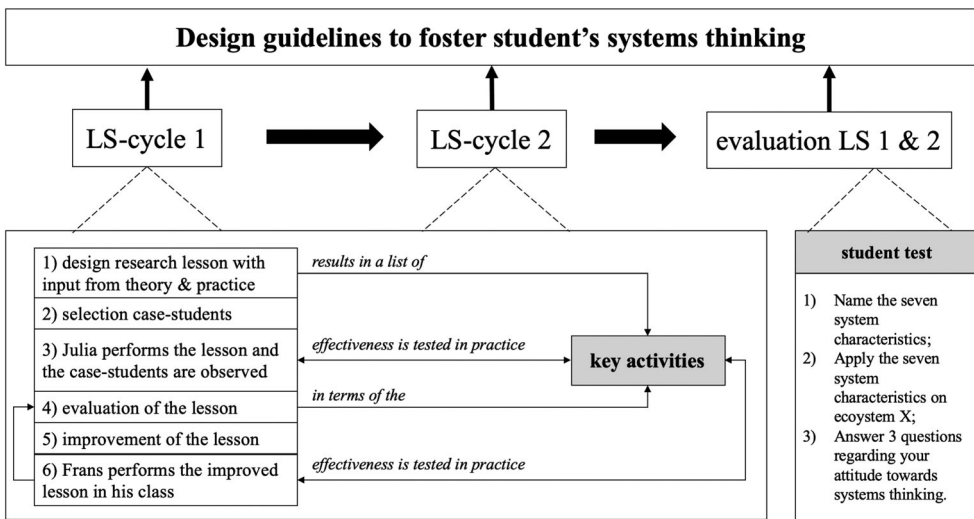 Design guidelines to foster student's systems thinking
LS-cycle 1
LS-cycle 2
evaluation LS 1 & 2
1) design research lesson with
input from theory & practice
2) selection case-students
3) Julia performs the lesson and
the case-students are observed
4) evaluation of the lesson
5) improvement of the lesson
6) Frans performs the improved
lesson in his class
results in a list of
effectiveness is tested in practice
in terms of the
effectiveness is tested in practice
key activities
student test
1) Name the seven
system
characteristics;
2) Apply the seven
system
characteristics on
ecoystem X;
3) Answer 3 questions
regarding your
attitude towards
systems thinking.